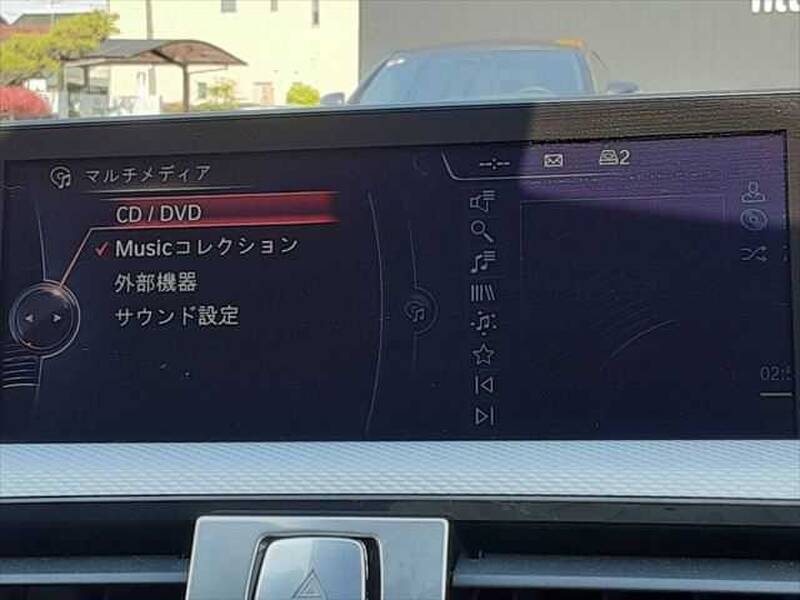 マルチメディア
--:--
2
CD / DVD
✓ Musicコレクション
外部機器
サウンド設定